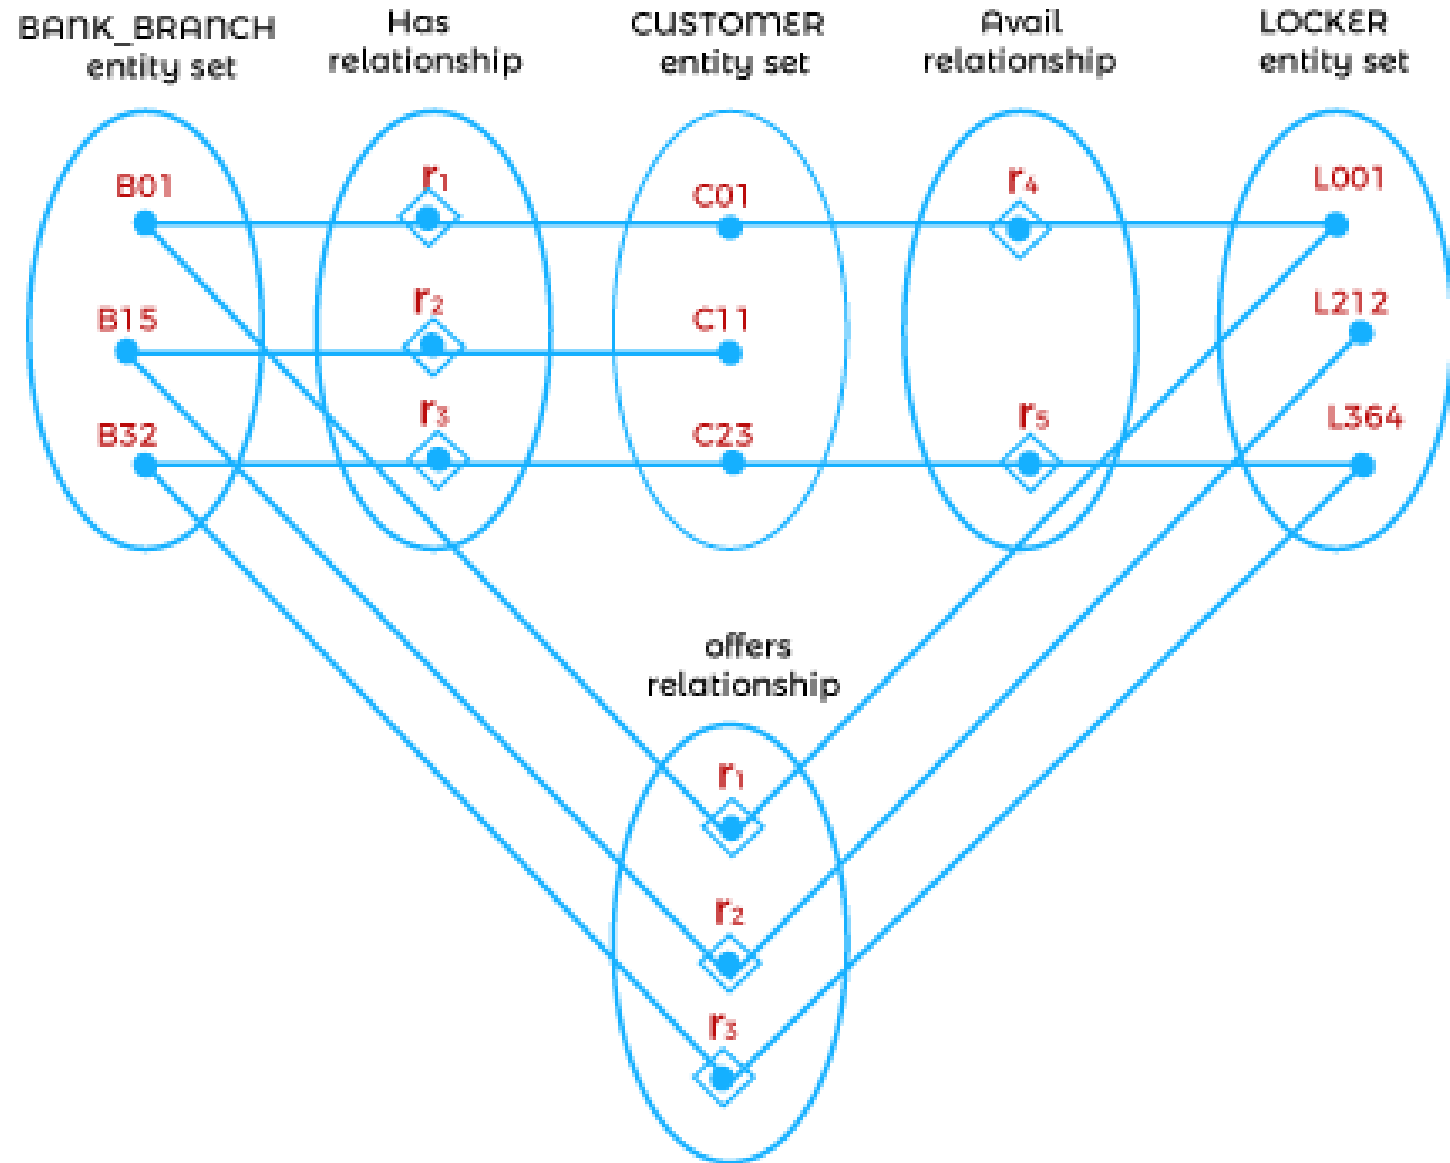 BANK_BRANCH
entity set
Has
relationship
CUSTOMER
entity set
Avail
relationship
LOCKER
entity set
B01
r1
C01
r4
L001
B15
r2
C11
L212
B32
r3
C23
r5
L364
offers
relationship
r1
r2
r3